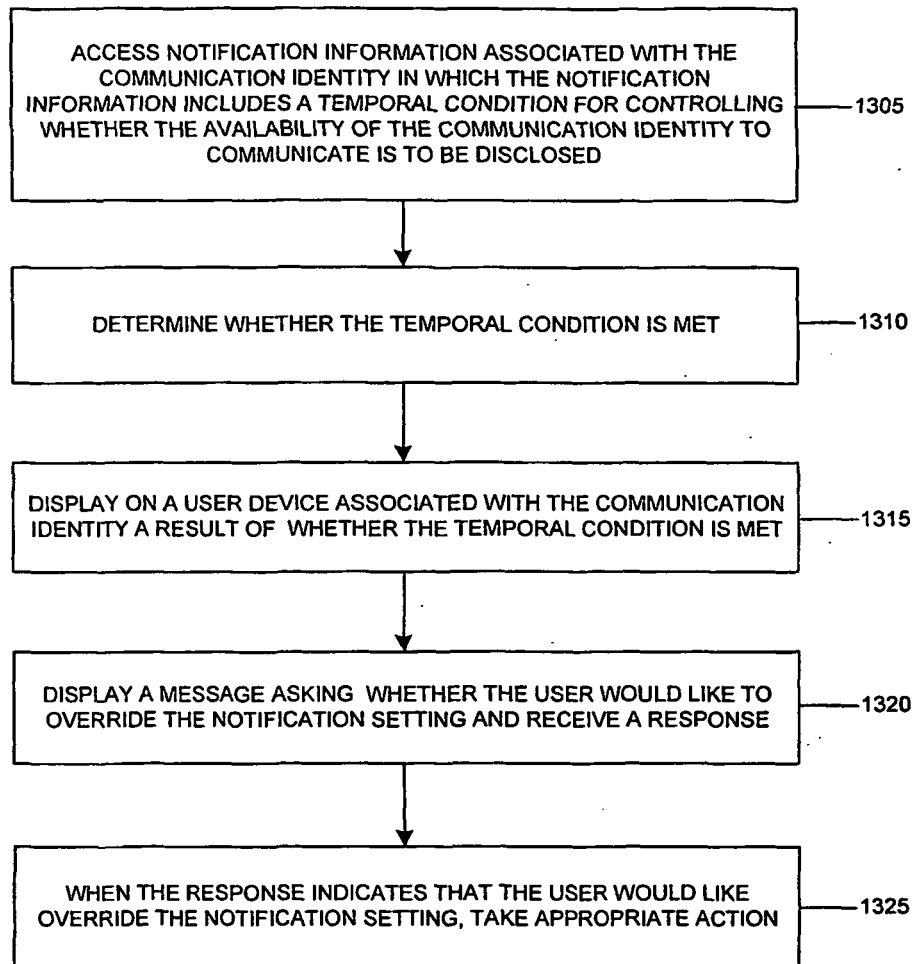 ACCESS NOTIFICATION INFORMATION ASSOCIATED WITH THE
COMMUNICATION IDENTITY IN WHICH THE NOTIFICATION
INFORMATION INCLUDES A TEMPORAL CONDITION FOR CONTROLLING
WHETHER THE AVAILABILITY OF THE COMMUNICATION IDENTITY TO
COMMUNICATE IS TO BE DISCLOSED
1305
DETERMINE WHETHER THE TEMPORAL CONDITION IS MET
1310
DISPLAY ON A USER DEVICE ASSOCIATED WITH THE COMMUNICATION
IDENTITY A RESULT OF WHETHER THE TEMPORAL CONDITION IS MET
1315
DISPLAY A MESSAGE ASKING WHETHER THE USER WOULD LIKE TO
OVERRIDE THE NOTIFICATION SETTING AND RECEIVE A RESPONSE
1320
WHEN THE RESPONSE INDICATES THAT THE USER WOULD LIKE
OVERRIDE THE NOTIFICATION SETTING, TAKE APPROPRIATE ACTION
1325